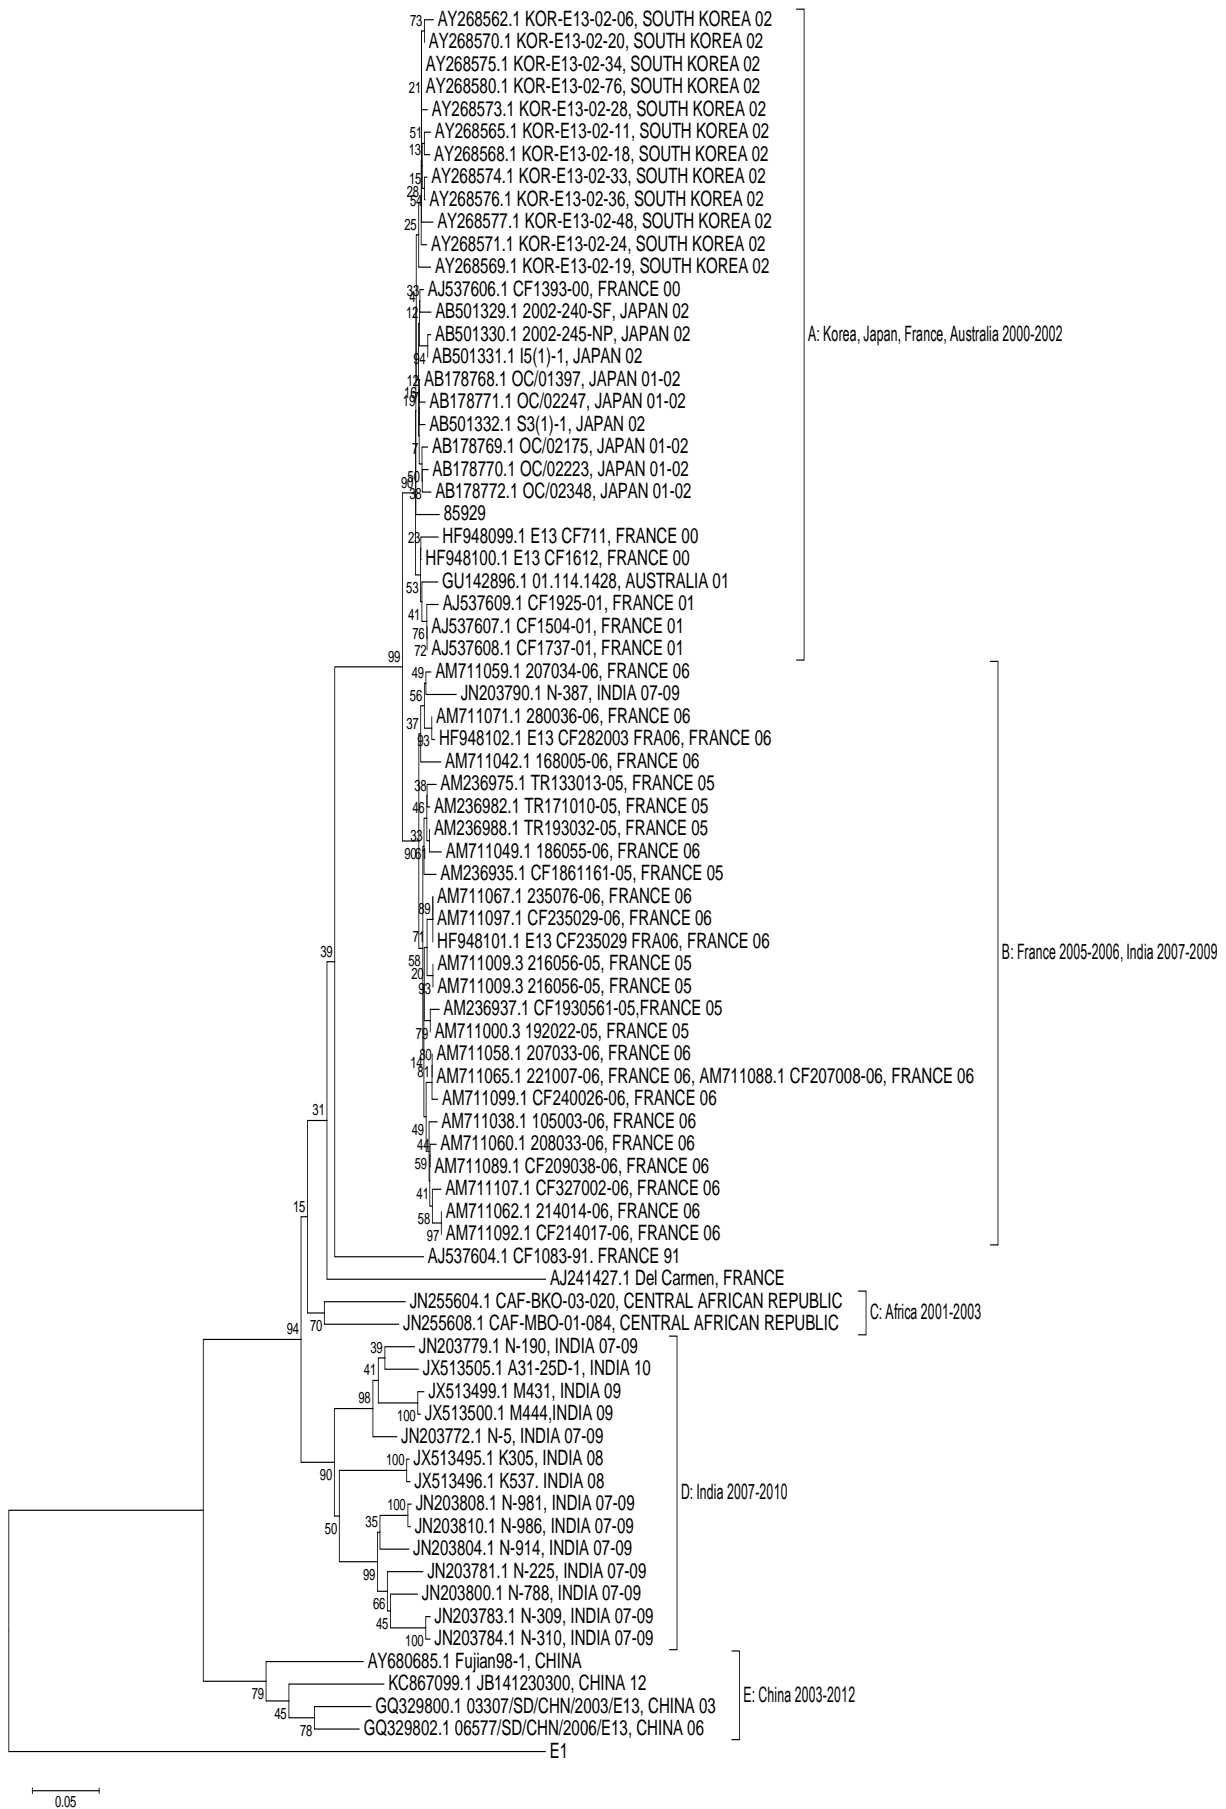 73 AY268562.1 KOR-E13-02-06, SOUTH KOREA 02
AY268570.1 KOR-E13-02-20, SOUTH KOREA 02
AY268575.1 KOR-E13-02-34, SOUTH KOREA 02
21 AY268580.1 KOR-E13-02-76, SOUTH KOREA 02
AY268573.1 KOR-E13-02-28, SOUTH KOREA 02
51 AY268565.1 KOR-E13-02-11, SOUTH KOREA 02
13 AY268568.1 KOR-E13-02-18, SOUTH KOREA 02
15 AY268574.1 KOR-E13-02-33, SOUTH KOREA 02
28 54 AY268576.1 KOR-E13-02-36, SOUTH KOREA 02
25 AY268577.1 KOR-E13-02-48, SOUTH KOREA 02
AY268571.1 KOR-E13-02-24, SOUTH KOREA 02
AY268569.1 KOR-E13-02-19, SOUTH KOREA 02
33 4 AJ537606.1 CF1393-00, FRANCE 00
12 AB501329.1 2002-240-SF, JAPAN 02
AB501330.1 2002-245-NP, JAPAN 02
A: Korea, Japan, France, Australia 2000-2002
94 AB501331.1 I5(1)-1, JAPAN 02
12 AB178768.1 OC/01397, JAPAN 01-02
19 AB178771.1 OC/02247, JAPAN 01-02
AB501332.1 S3(1)-1, JAPAN 02
7 AB178769.1 OC/02175, JAPAN 01-02
50 AB178770.1 OC/02223, JAPAN 01-02
90 38 AB178772.1 OC/02348, JAPAN 01-02
85929
23 HF948099.1 E13 CF711, FRANCE 00
HF948100.1 E13 CF1612, FRANCE 00
53 GU142896.1 01.114.1428, AUSTRALIA 01
41 AJ537609.1 CF1925-01, FRANCE 01
76 AJ537607.1 CF1504-01, FRANCE 01
72 AJ537608.1 CF1737-01, FRANCE 01
99
49 AM711059.1 207034-06, FRANCE 06
56 JN203790.1 N-387, INDIA 07-09
37 AM711071.1 280036-06, FRANCE 06
93 HF948102.1 E13 CF282003 FRA06, FRANCE 06
AM711042.1 168005-06, FRANCE 06
38 AM236975.1 TR133013-05, FRANCE 05
46 AM236982.1 TR171010-05, FRANCE 05
33 AM236988.1 TR193032-05, FRANCE 05
90 61 AM711049.1 186055-06, FRANCE 06
AM236935.1 CF1861161-05, FRANCE 05
AM711067.1 235076-06, FRANCE 06
89 AM711097.1 CF235029-06, FRANCE 06
71 HF948101.1 E13 CF235029 FRA06, FRANCE 06
39 B: France 2005-2006, India 2007-2009
58 AM711009.3 216056-05, FRANCE 05
20 93 AM711009.3 216056-05, FRANCE 05
AM236937.1 CF1930561-05,FRANCE 05
79 AM711000.3 192022-05, FRANCE 05
14 80 AM711058.1 207033-06, FRANCE 06
81 AM711065.1 221007-06, FRANCE 06, AM711088.1 CF207008-06, FRANCE 06
AM711099.1 CF240026-06, FRANCE 06
31
49 AM711038.1 105003-06, FRANCE 06
44 AM711060.1 208033-06, FRANCE 06
59 AM711089.1 CF209038-06, FRANCE 06
41 AM711107.1 CF327002-06, FRANCE 06
15
58 AM711062.1 214014-06, FRANCE 06
97 AM711092.1 CF214017-06, FRANCE 06
AJ537604.1 CF1083-91. FRANCE 91
AJ241427.1 Del Carmen, FRANCE
JN255604.1 CAF-BKO-03-020, CENTRAL AFRICAN REPUBLIC
C: Africa 2001-2003
94 70 JN255608.1 CAF-MBO-01-084, CENTRAL AFRICAN REPUBLIC
39 JN203779.1 N-190, INDIA 07-09
41 JX513505.1 A31-25D-1, INDIA 10
98 JX513499.1 M431, INDIA 09
100 JX513500.1 M444,INDIA 09
JN203772.1 N-5, INDIA 07-09
100 JX513495.1 K305, INDIA 08
90 JX513496.1 K537. INDIA 08
D: India 2007-2010
100 JN203808.1 N-981, INDIA 07-09
50 35 JN203810.1 N-986, INDIA 07-09
JN203804.1 N-914, INDIA 07-09
99 JN203781.1 N-225, INDIA 07-09
66 JN203800.1 N-788, INDIA 07-09
45 JN203783.1 N-309, INDIA 07-09
100 JN203784.1 N-310, INDIA 07-09
AY680685.1 Fujian98-1, CHINA
79 KC867099.1 JB141230300, CHINA 12
E: China 2003-2012
45 GQ329800.1 03307/SD/CHN/2003/E13, CHINA 03
78 GQ329802.1 06577/SD/CHN/2006/E13, CHINA 06
E1
0.05